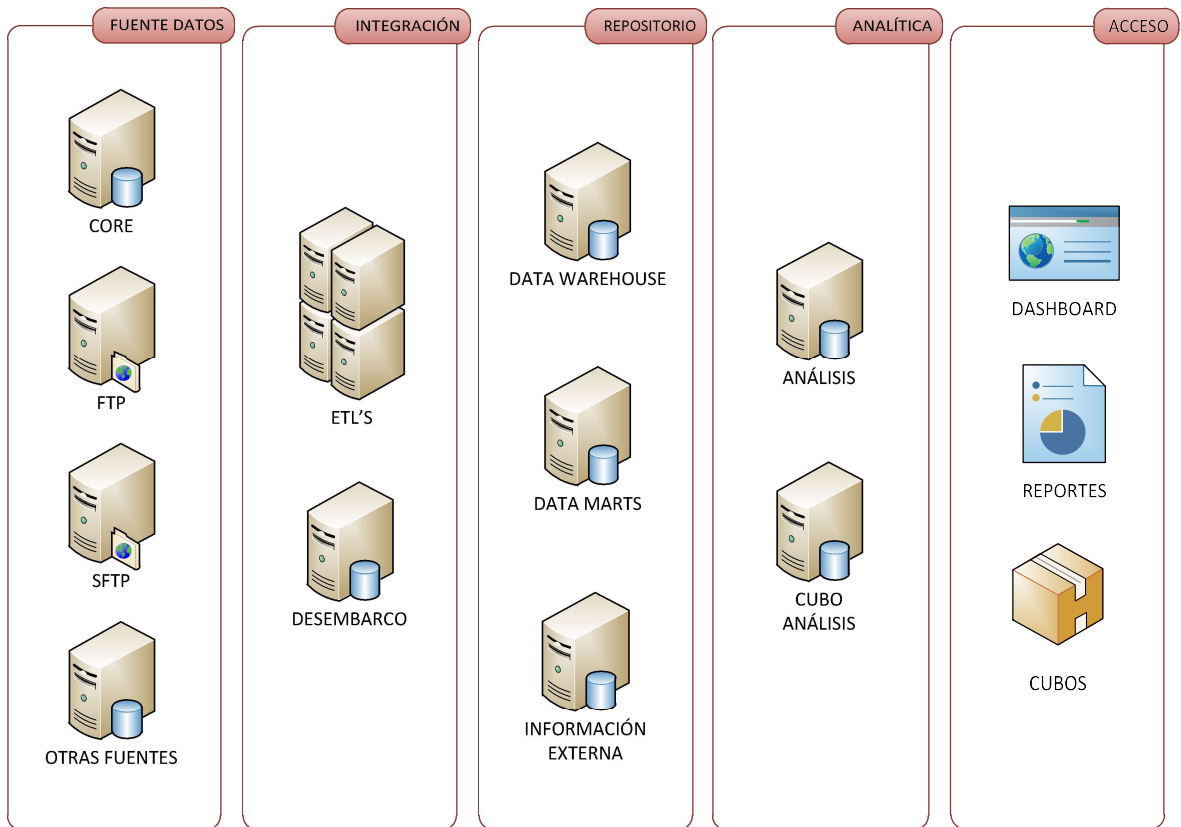 FUENTE DATOS
CORE
FTP
SFTP
OTRAS FUENTES
INTEGRACIÓN
ETL'S
DESEMBARCO
REPOSITORIO
DATA WAREHOUSE
DATA MARTS
INFORMACIÓN
EXTERNA
ANALÍTICA
ANÁLISIS
CUBO
ANÁLISIS
ACCESO
DASHBOARD
REPORTES
CUBOS